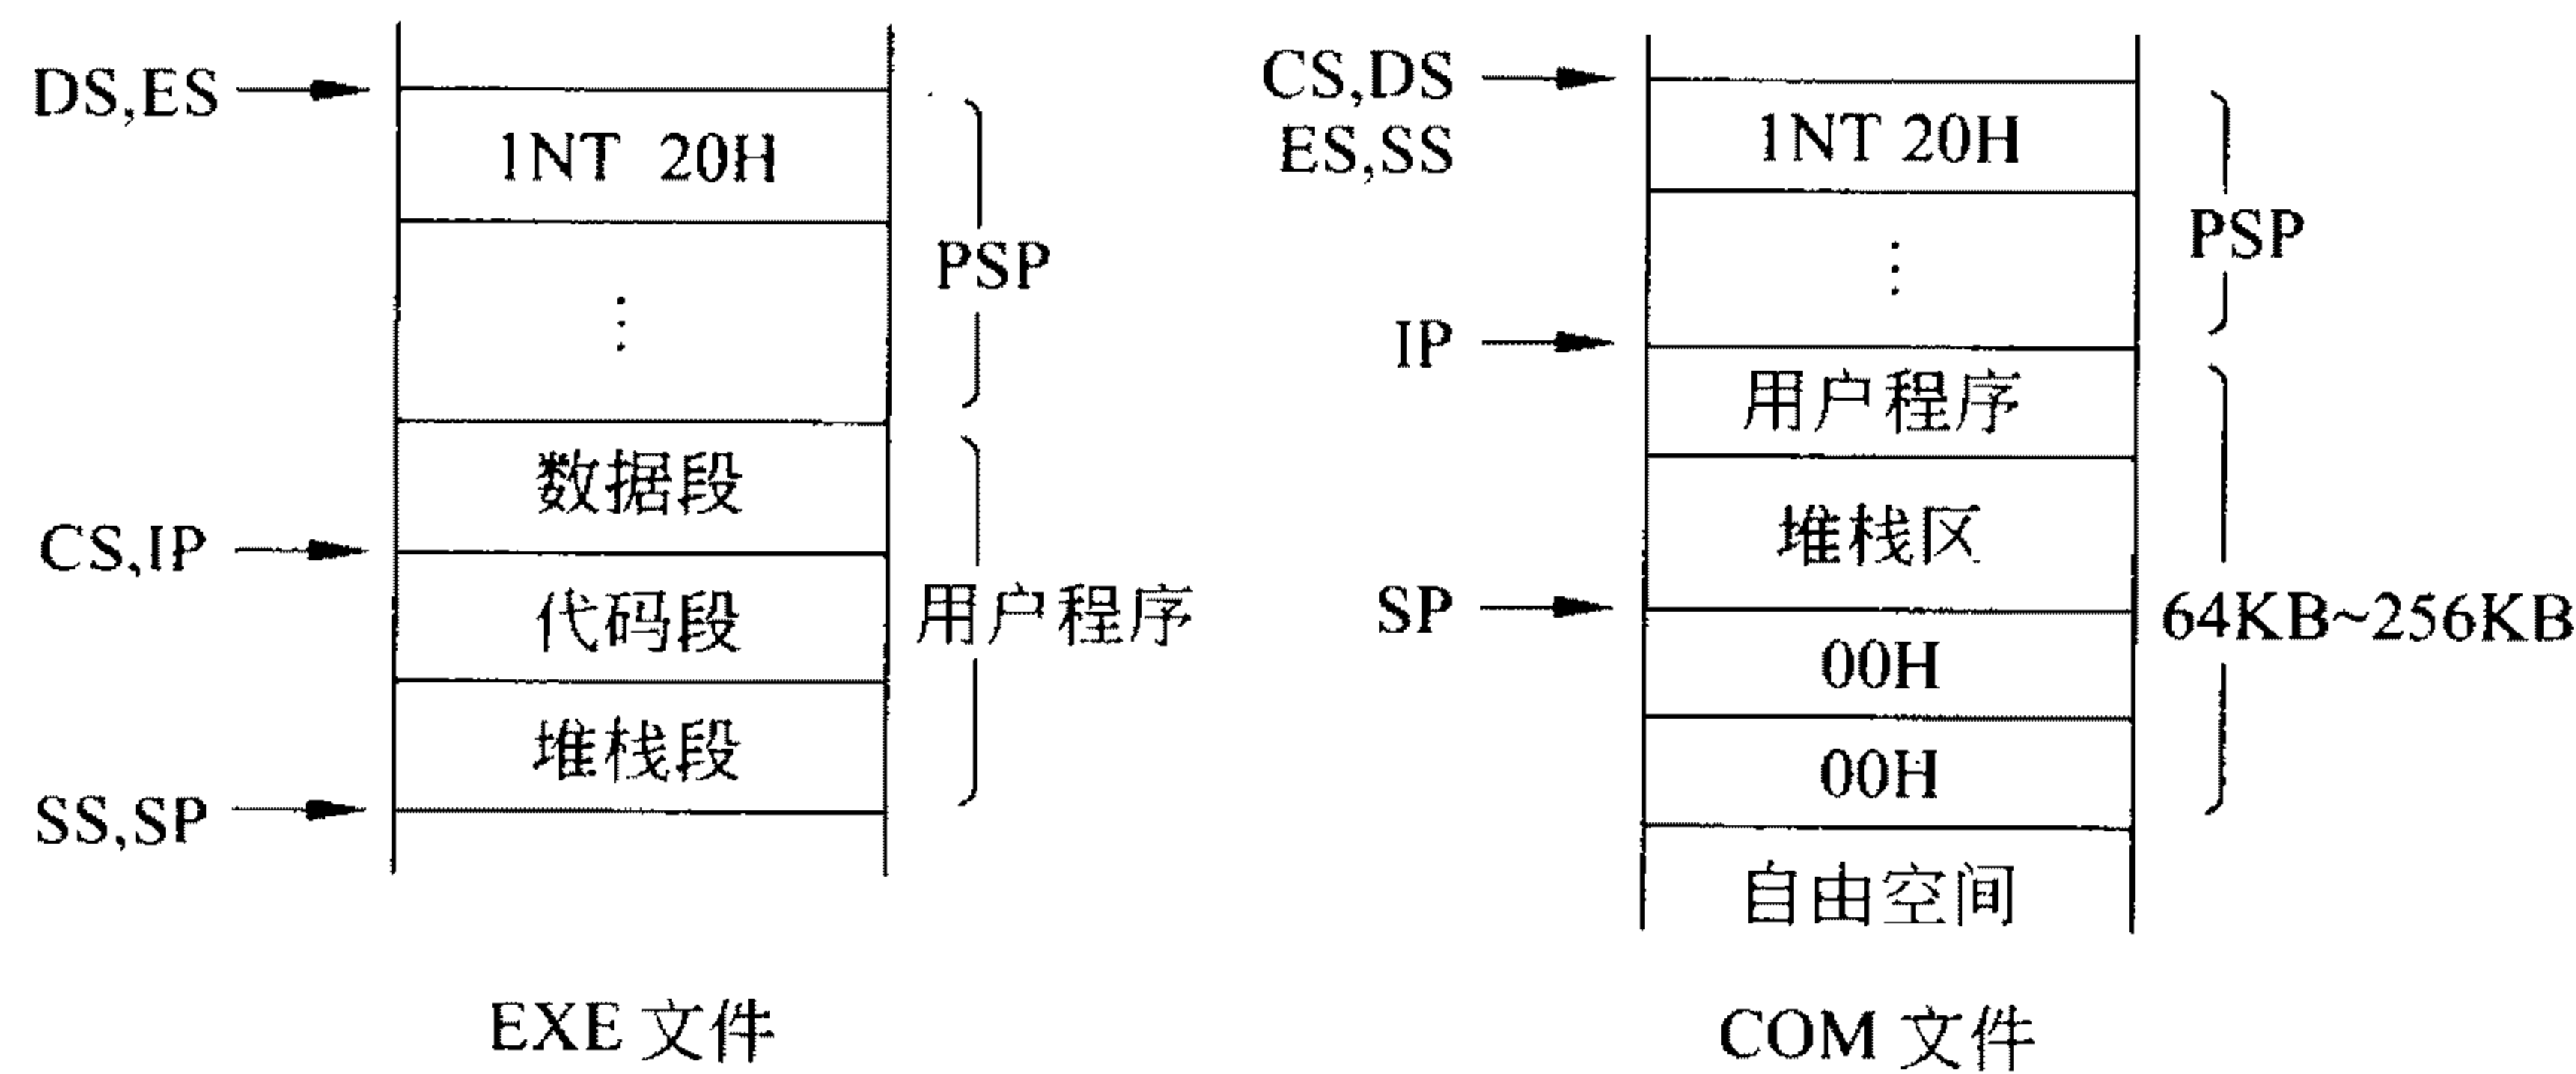 DS,ES
1NT 20H
⋮
PSP
数据段
CS,IP
代码段
用户程序
堆栈段
SS,SP
EXE 文件
CS,DS
ES,SS
1NT 20H
⋮
PSP
IP
用户程序
堆栈区
SP
64KB~256KB
00H
00H
自由空间
COM 文件